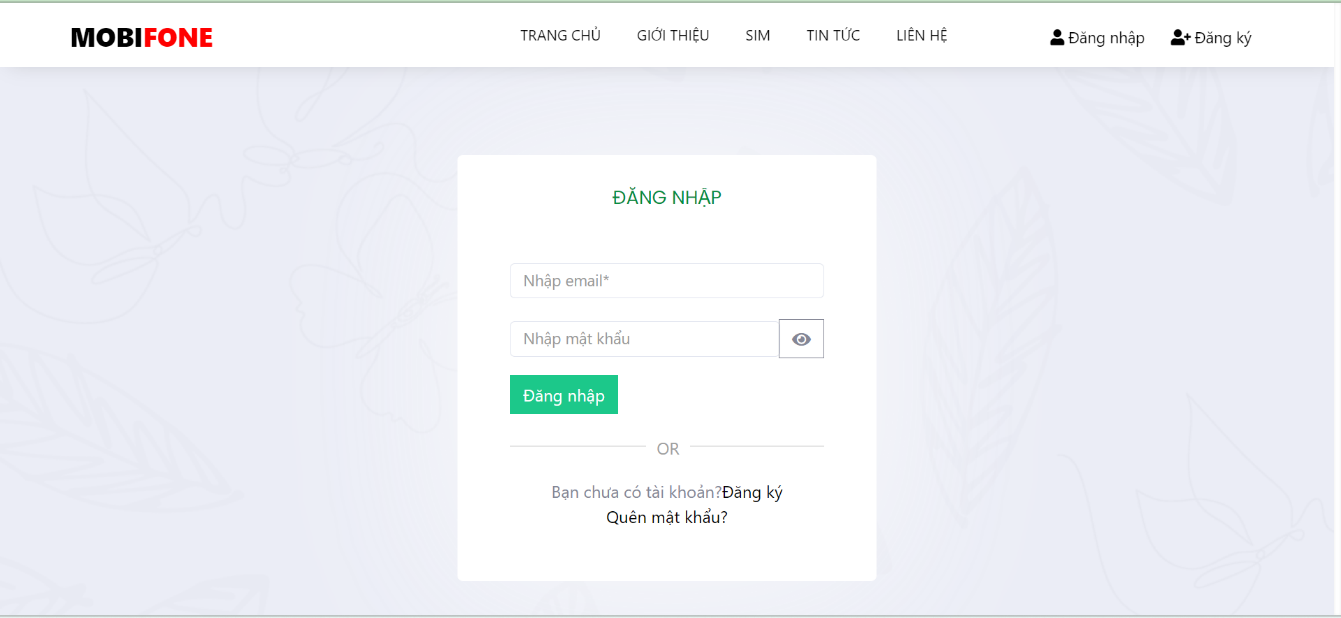 MOBIFONE
TRANG CHỦ
GIỚI THIỆU
SIM
TIN TỨC
LIÊN HỆ
Đăng nhập
Đăng ký
ĐĂNG NHẬP
Nhập email*
Nhập mật khẩu
Đăng nhập
OR
Bạn chưa có tài khoản?Đăng ký
Quên mật khẩu?